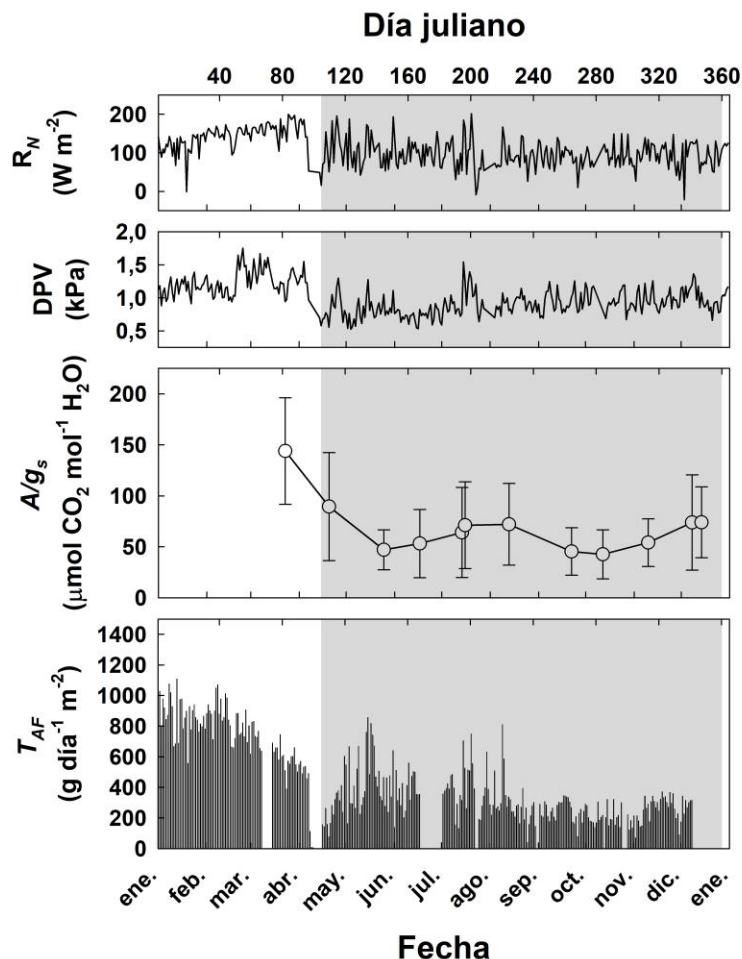 Día juliano
40 80 120 160 200 240 280 320 360
R_N
(W m⁻²)
200
100
0
DPV
(kPa)
2,0
1,5
1,0
0,5
A/g_s
(μmol CO₂ mol⁻¹ H₂O)
200
150
100
50
0
T_AF
(g día⁻¹ m⁻²)
1400
1200
1000
800
600
400
200
0
ene. feb. mar. abr. may. jun. jul. ago. sep. oct. nov. dic. ene.
Fecha